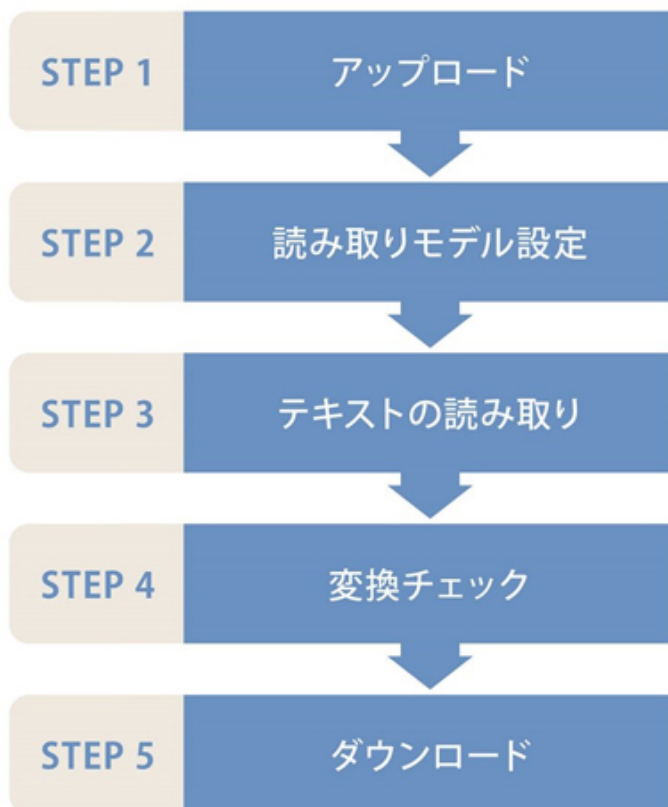 STEP 1 アップロード
STEP 2 読み取りモデル設定
STEP 3 テキストの読み取り
STEP 4 変換チェック
STEP 5 ダウンロード